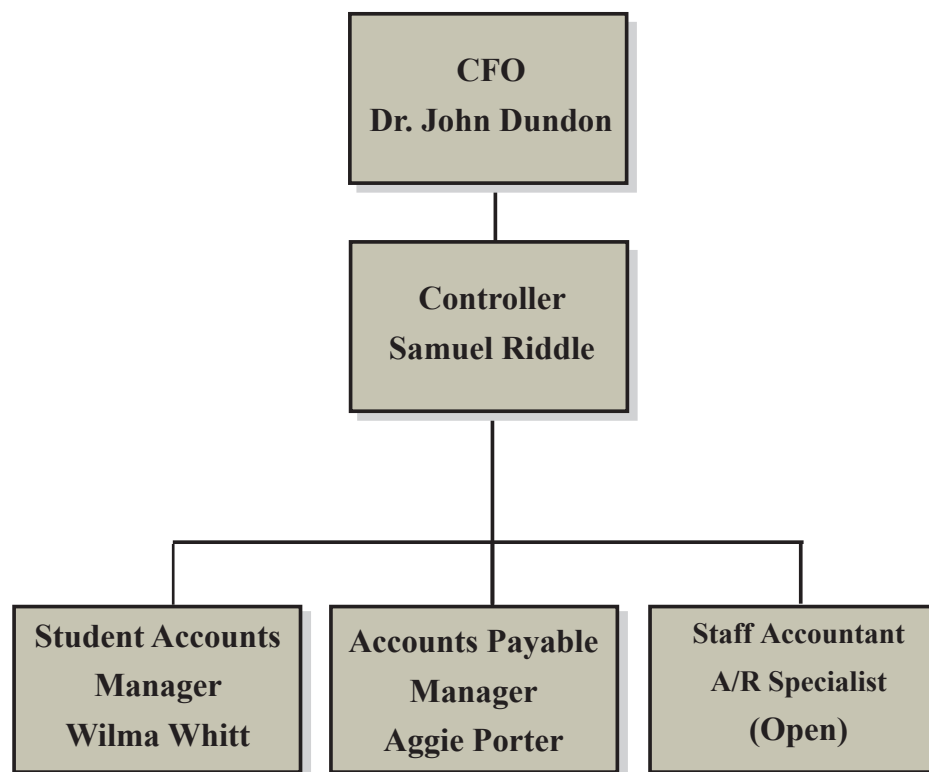 CFO
Dr. John Dundon
Controller
Samuel Riddle
Student Accounts
Manager
Wilma Whitt
Accounts Payable
Manager
Aggie Porter
Staff Accountant
A/R Specialist
(Open)